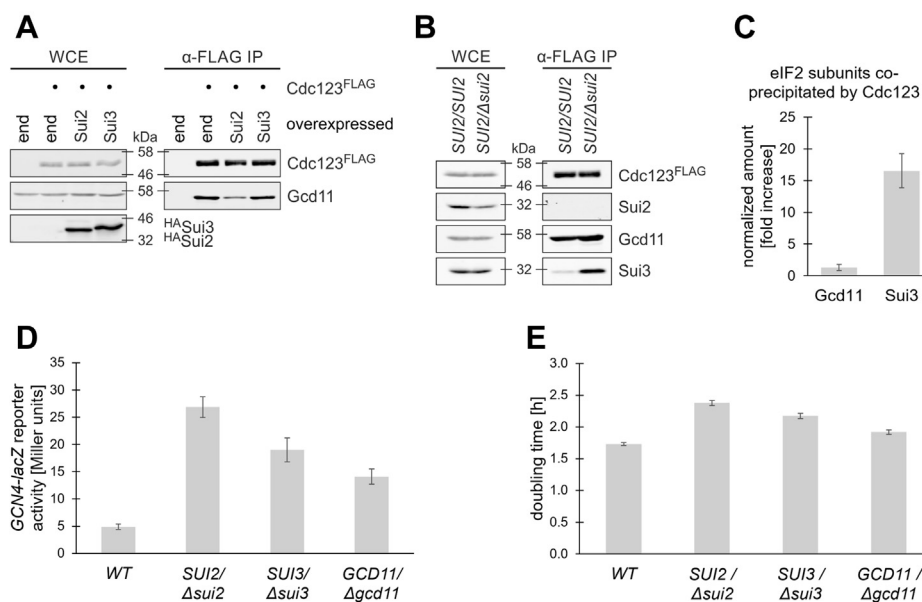 A
WCE
α-FLAG IP
Cdc123FLAG
end
end
Sui2
Sui3
kDa
end
end
Sui2
Sui3
overexpressed
58
46
58
46
Cdc123FLAG
58
58
Gcd11
46
32
HASui3
HASui2
B
WCE
α-FLAG IP
SUI2/SUI2
SUI2/Δsui2
kDa
SUI2/SUI2
SUI2/Δsui2
58
46
Cdc123FLAG
32
Sui2
58
Gcd11
32
Sui3
C
eIF2 subunits co-
precipitated by Cdc123
normalized amount
[fold increase]
25
20
15
10
5
0
Gcd11
Sui3
D
GCN4-lacZ reporter
activity [Miller units]
35
30
25
20
15
10
5
0
WT
SUI2/
Δsui2
SUI3/
Δsui3
GCD11/
Δgcd11
E
doubling time [h]
3.0
2.5
2.0
1.5
1.0
0.5
0.0
WT
SUI2 /
Δsui2
SUI3 /
Δsui3
GCD11 /
Δgcd11